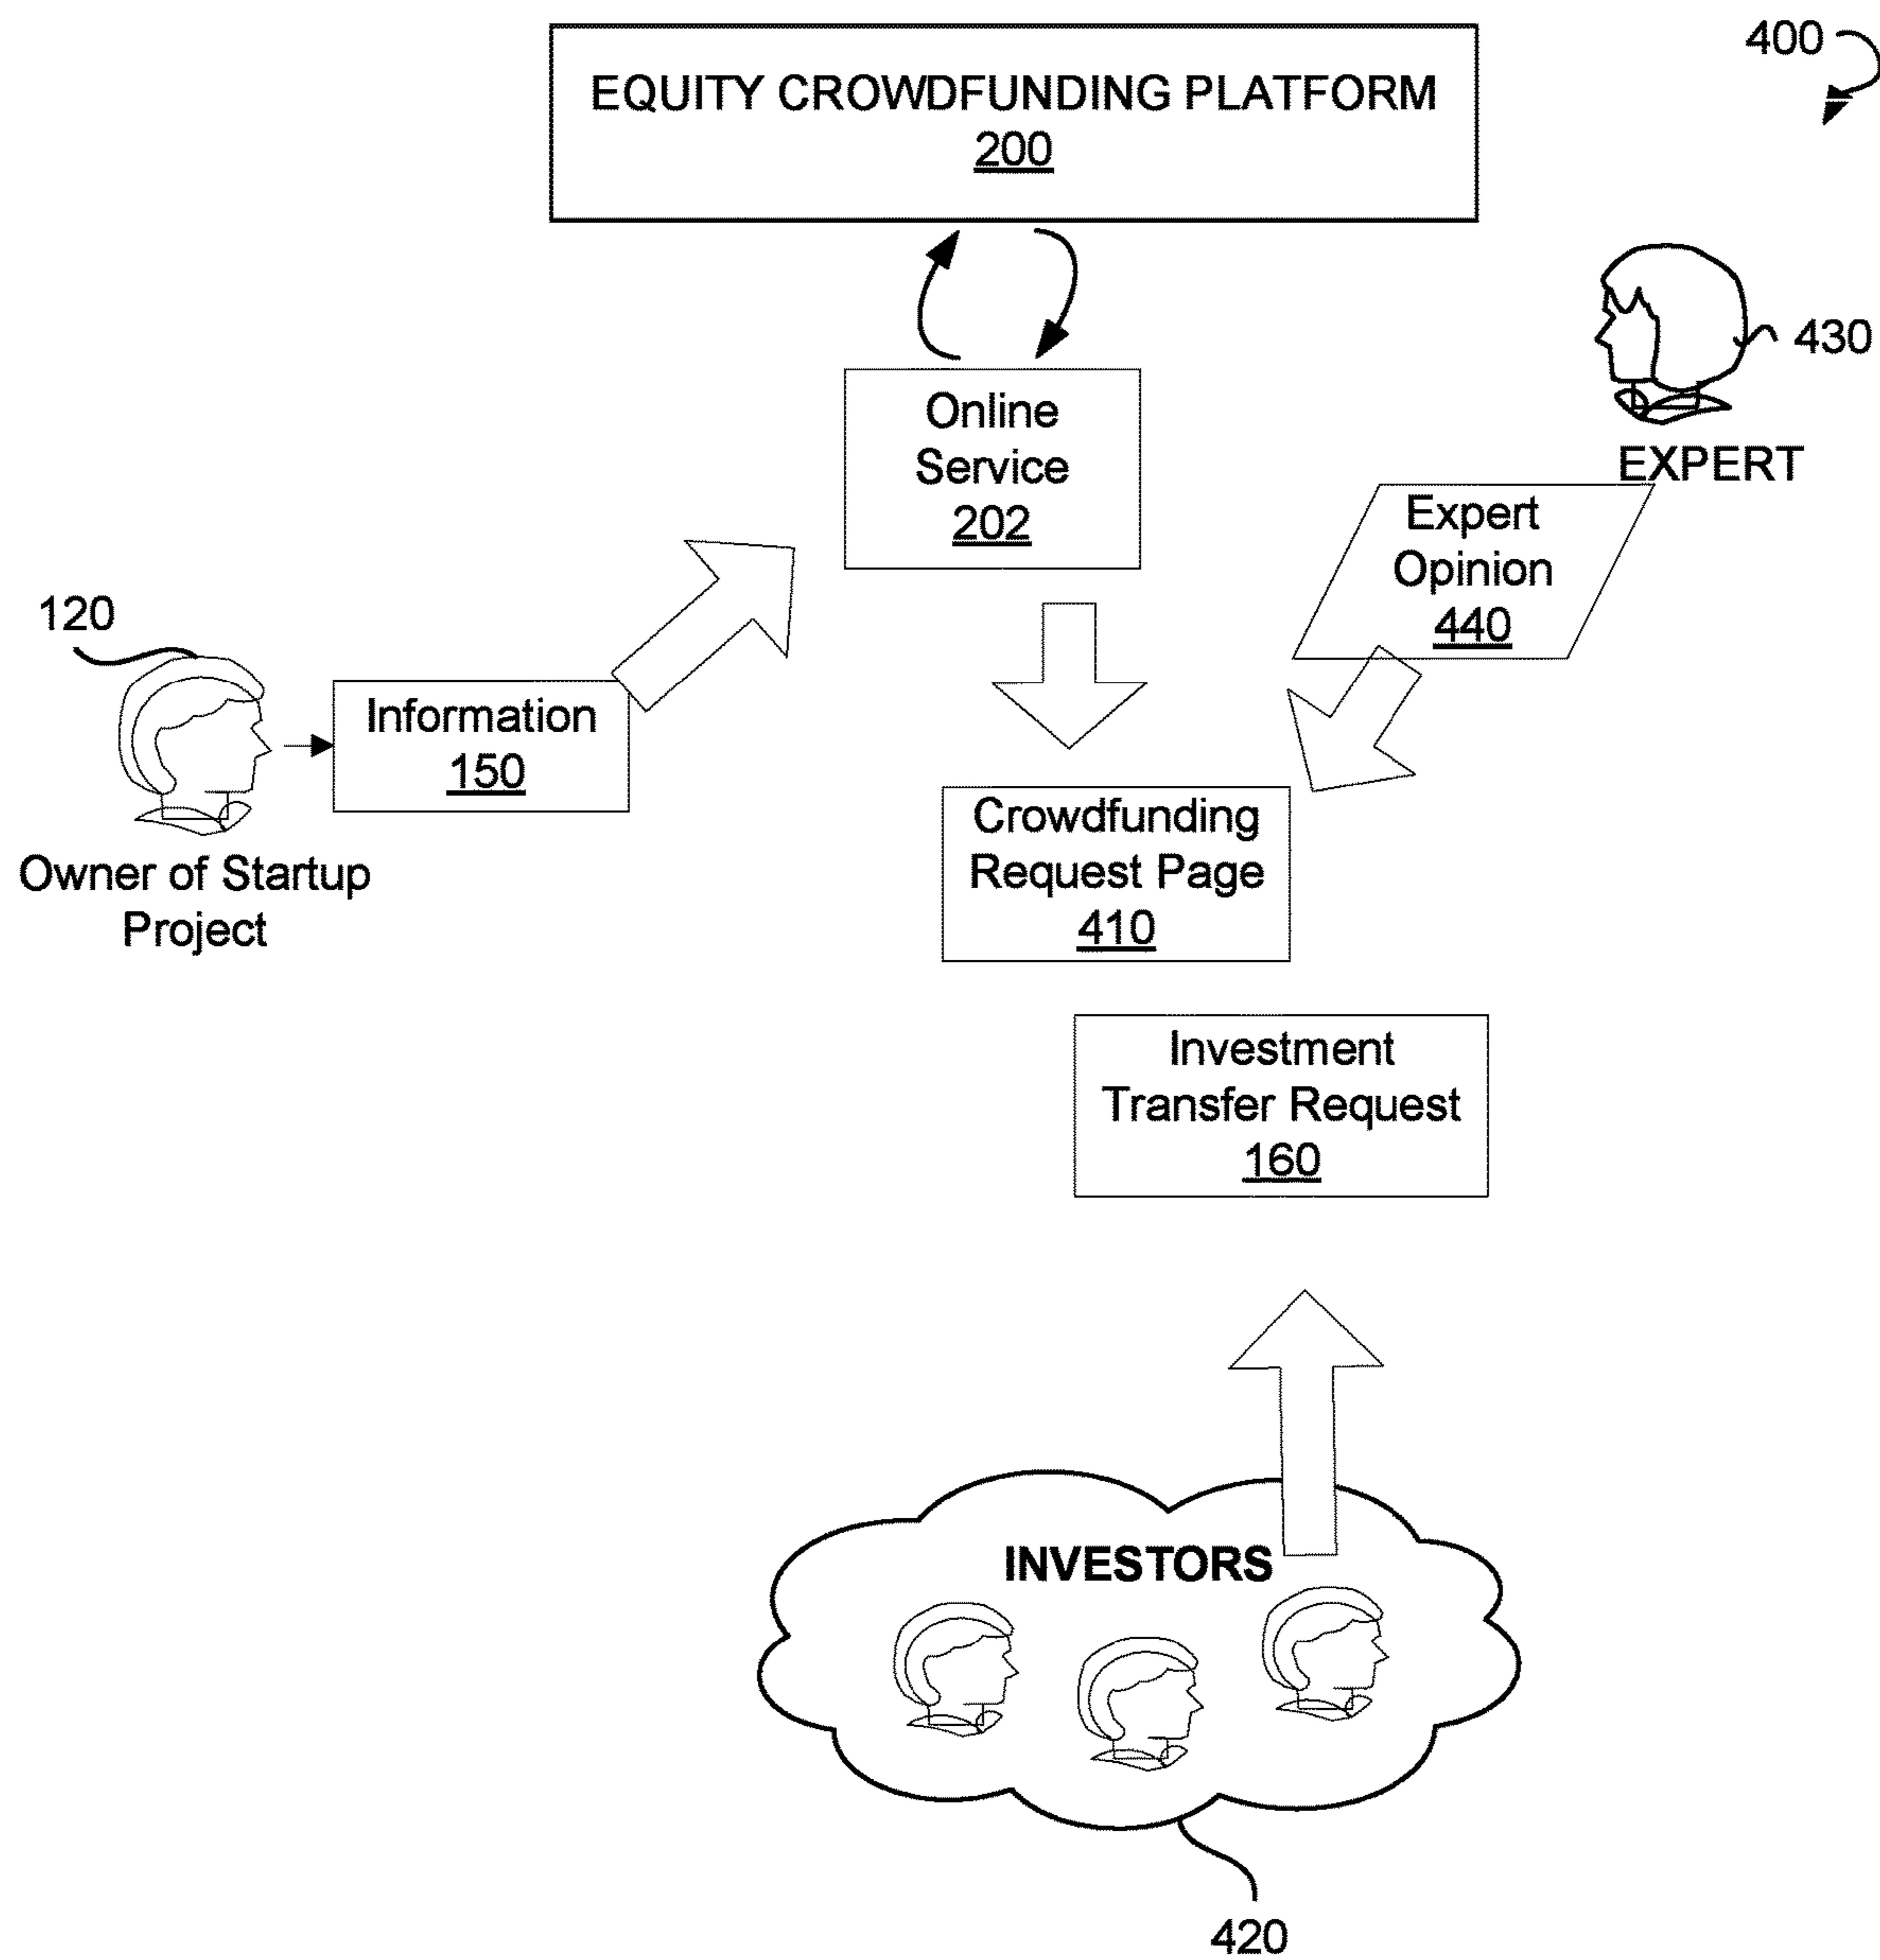 400
EQUITY CROWDFUNDING PLATFORM
200
430
EXPERT
Online
Service
202
Expert
Opinion
440
120
Information
150
Owner of Startup
Project
Crowdfunding
Request Page
410
Investment
Transfer Request
160
INVESTORS
420